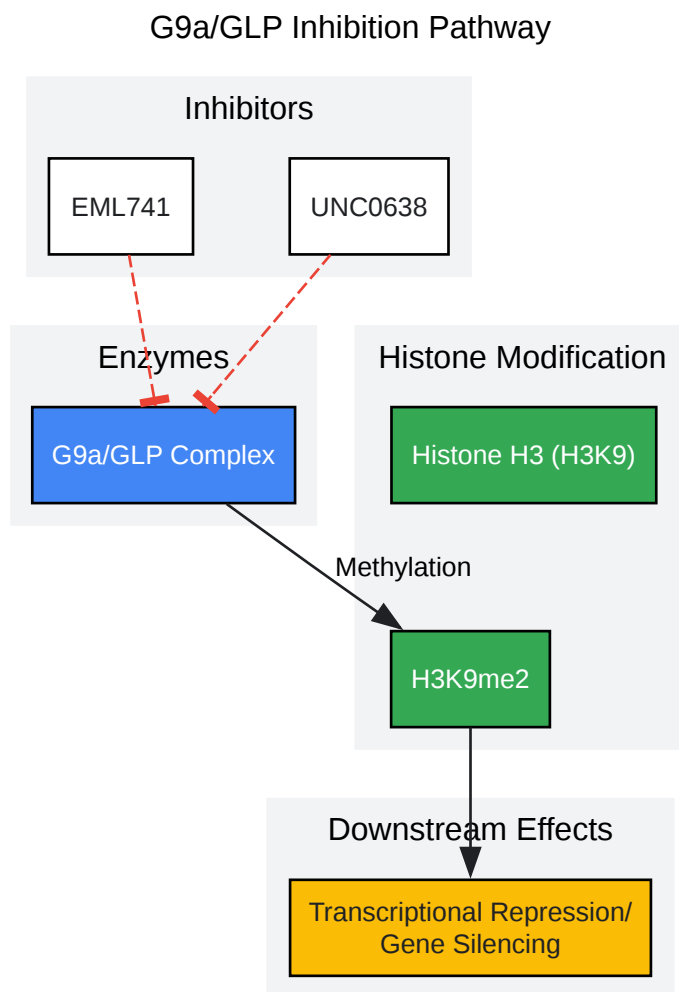 G9a/GLP Inhibition Pathway
Inhibitors
EML741
UNC0638
Enzymes
Histone Modification
G9a/GLP Complex
Histone H3 (H3K9)
Methylation
H3K9me2
Downstream Effects
Transcriptional Repression/
Gene Silencing